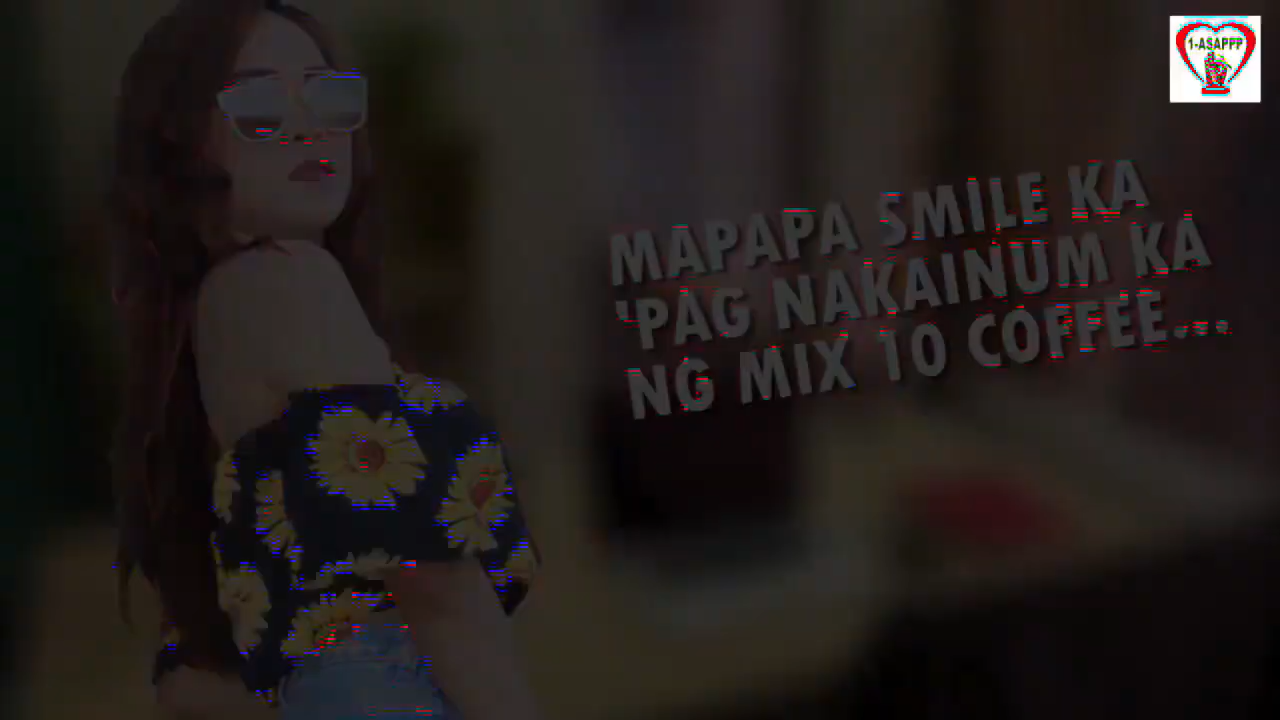 1-ASAPPP
MAPAPA SMILE KA
'PAG NAKAINUM KA
NG MIX 10 COFFEE...